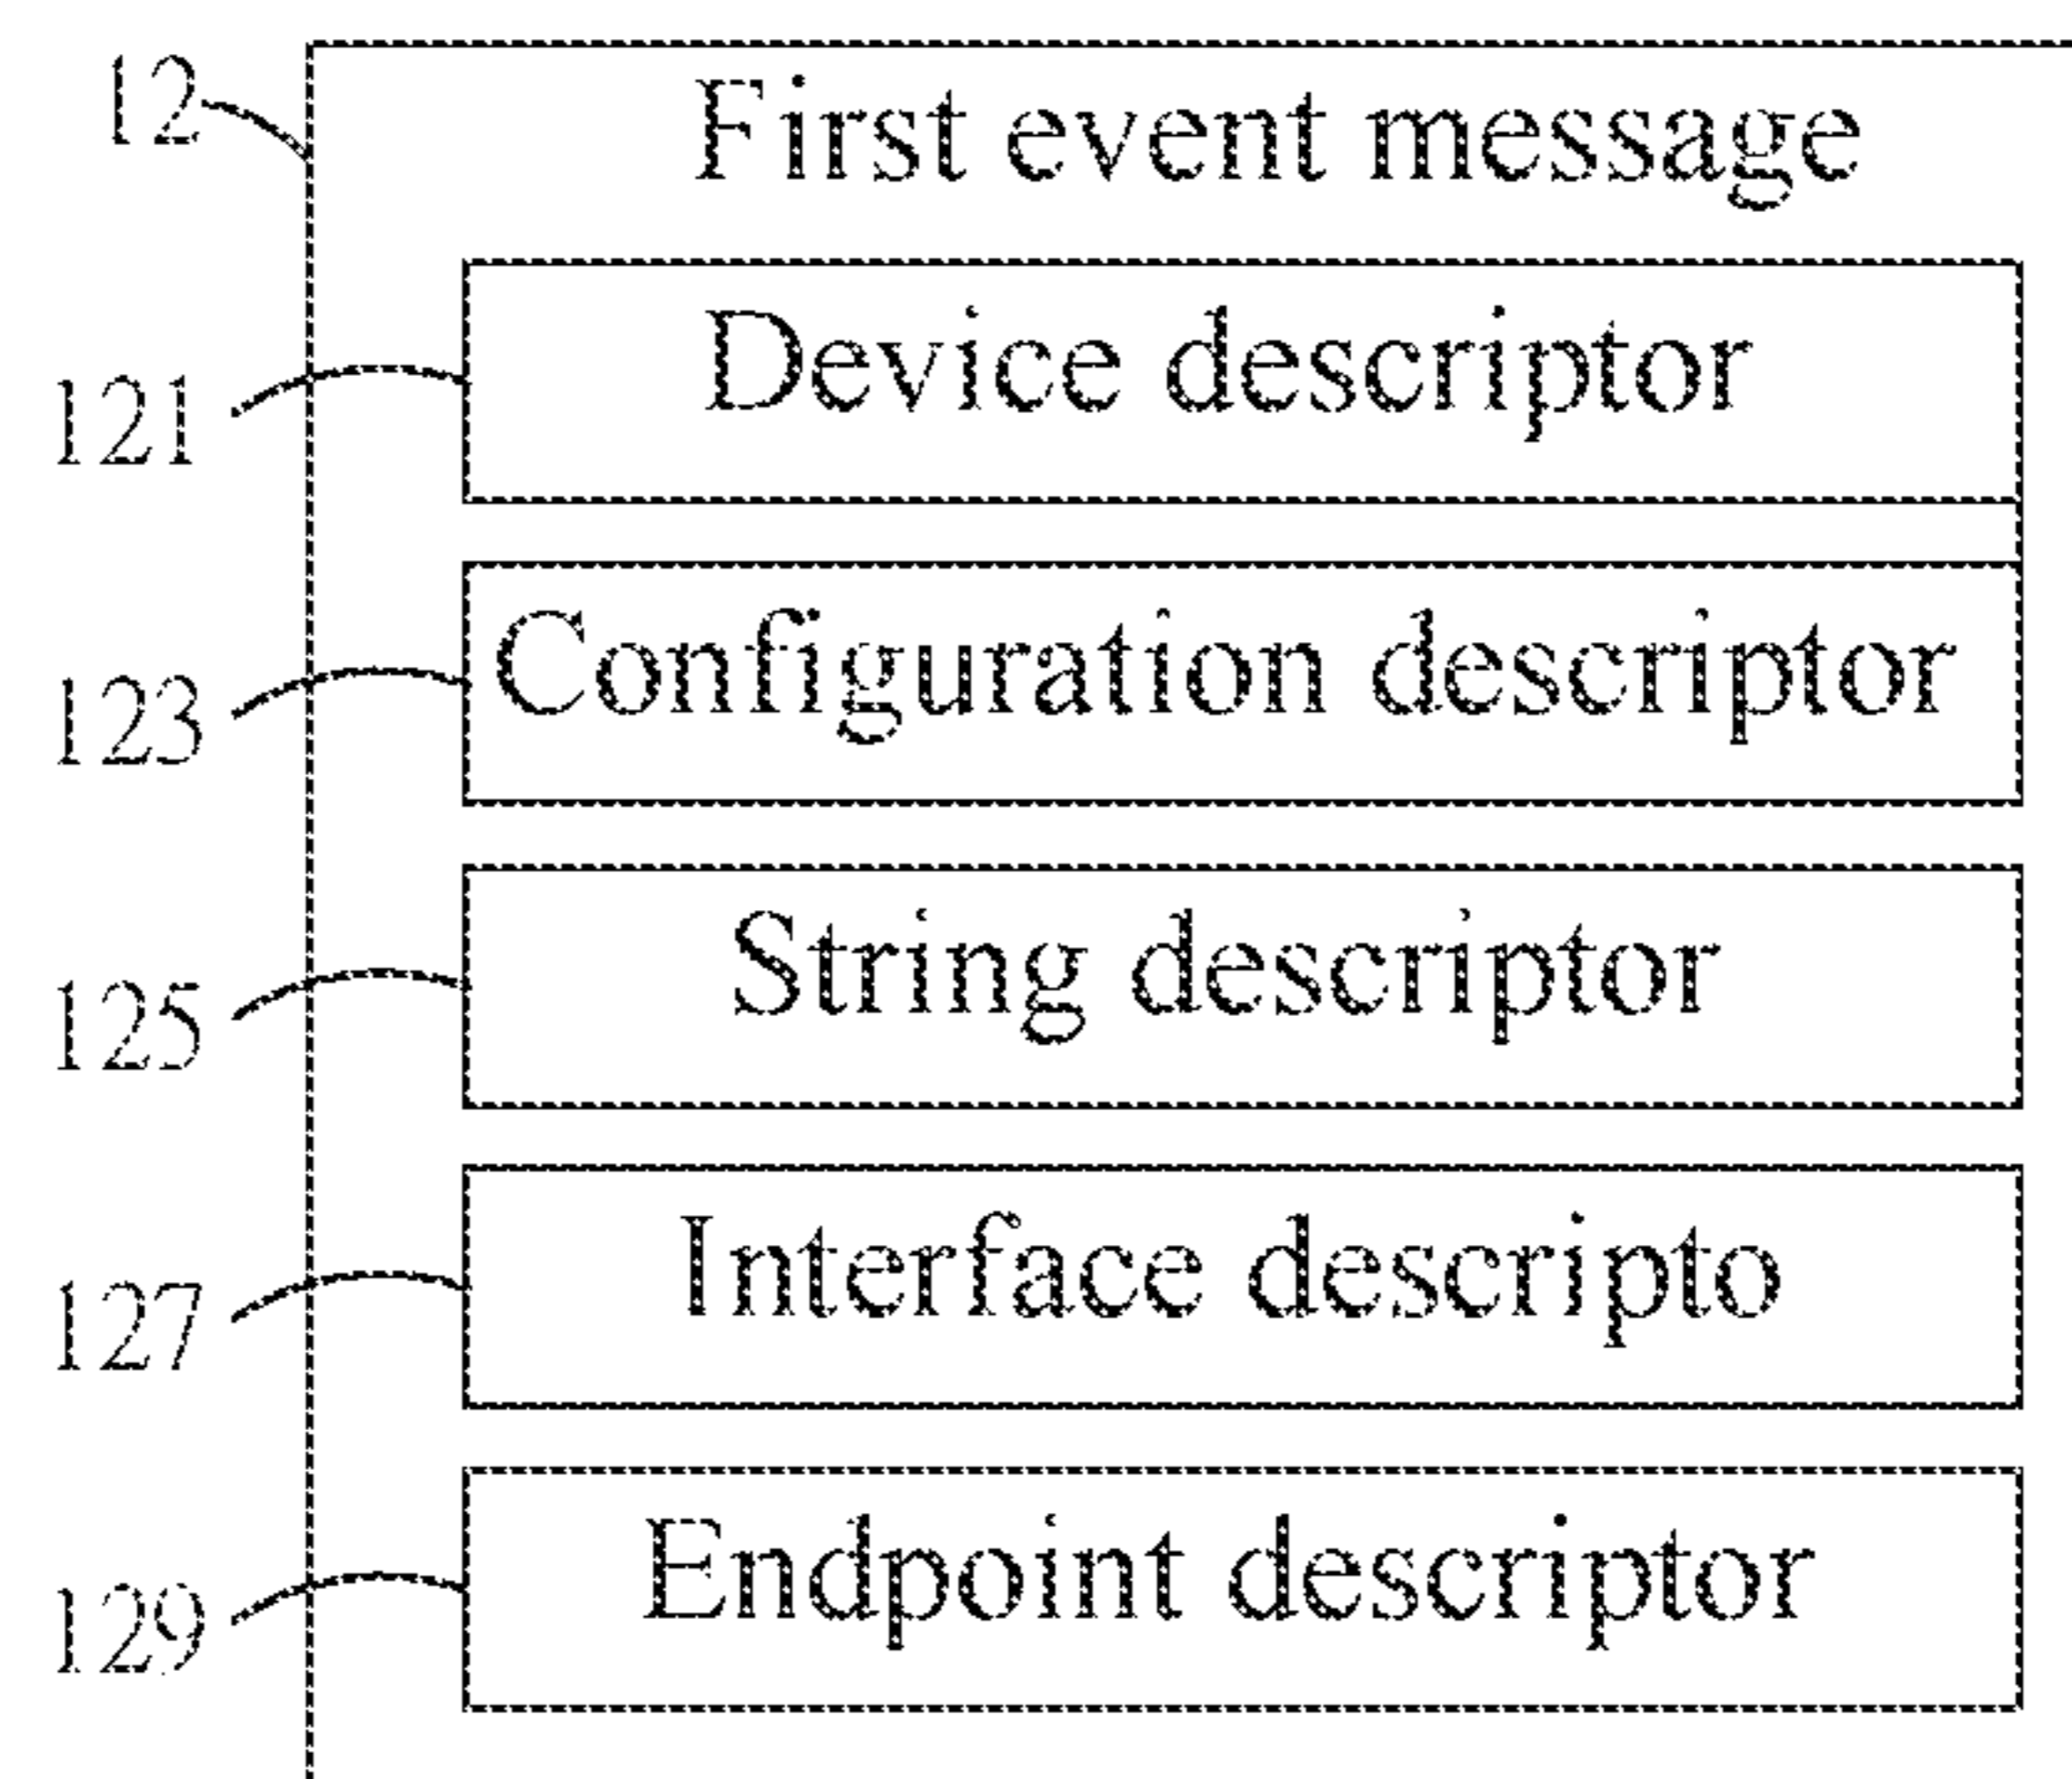 12 First event message
121 Device descriptor
123 Configuration descriptor
125 String descriptor
127 Interface descripto
129 Endpoint descriptor